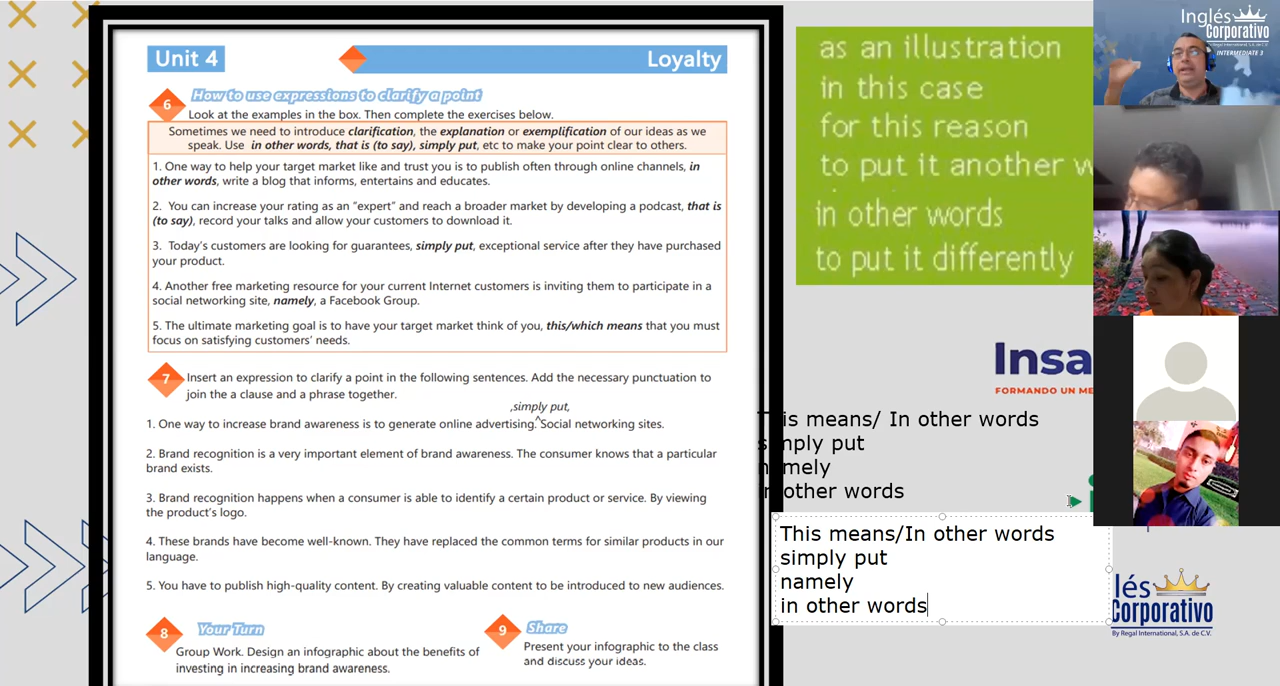 Unit 4
Loyalty
6
How to use expressions to clarify a point
Look at the examples in the box. Then complete the exercises below.
Sometimes we need to introduce clarification, the explanation or exemplification of our ideas as we
speak. Use in other words, that is (to say), simply put, etc to make your point clear to others.
1. One way to help your target market like and trust you is to publish often through online channels, in
other words, write a blog that informs, entertains and educates.
2. You can increase your rating as an “expert” and reach a broader market by developing a podcast, that is
(to say), record your talks and allow your customers to download it.
3. Today’s customers are looking for guarantees, simply put, exceptional service after they have purchased
your product.
4. Another free marketing resource for your current Internet customers is inviting them to participate in a
social networking site, namely, a Facebook Group.
5. The ultimate marketing goal is to have your target market think of you, this/which means that you must
focus on satisfying customers’ needs.
7
Insert an expression to clarify a point in the following sentences. Add the necessary punctuation to
join the a clause and a phrase together.
,simply put,
1. One way to increase brand awareness is to generate online advertising.^Social networking sites.
2. Brand recognition is a very important element of brand awareness. The consumer knows that a particular
brand exists.
3. Brand recognition happens when a consumer is able to identify a certain product or service. By viewing
the product’s logo.
4. These brands have become well-known. They have replaced the common terms for similar products in our
language.
5. You have to publish high-quality content. By creating valuable content to be introduced to new audiences.
8
Your Turn
Group Work. Design an infographic about the benefits of
investing in increasing brand awareness.
9
Share
Present your infographic to the class
and discuss your ideas.
as an illustration
in this case
for this reason
to put it another w
in other words
to put it differently
Insa
FORMANDO UN ME
This means/ In other words
simply put
namely
in other words
This means/In other words
simply put
namely
in other words
lés
Corporativo
By Regal International, S.A. de C.V.
Inglés
Corporativo
INTERMEDIATE 3